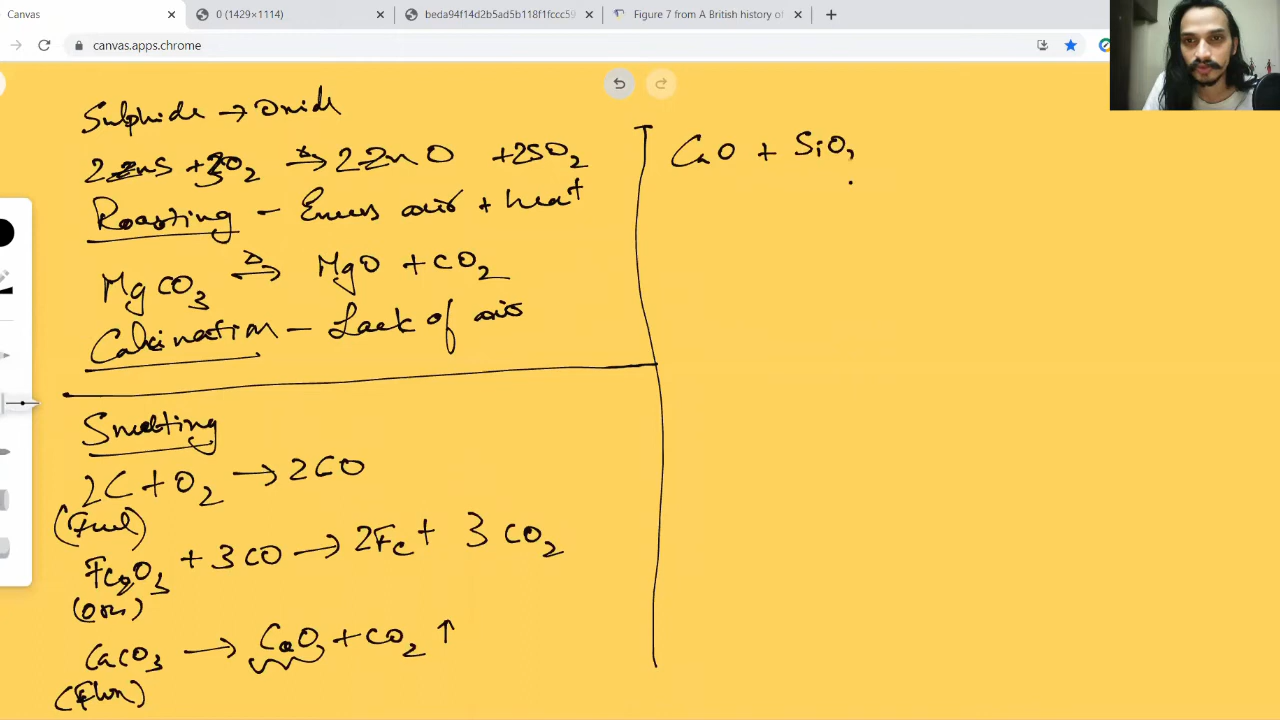 Canvas
0 (1429×1114)
beda94f14d2b5ad5b118f1fccc59
Figure 7 from A British history of
canvas.apps.chrome
Sulphide → Oxide
2ZnS + 3O₂ →Δ 2ZnO + 2SO₂
Roasting – Excess air + heat
MgCO₃ ⇌Δ MgO + CO₂
Calcination – Lack of air
Smelting
2C + O₂ → 2CO
(Fuel)
Fe₂O₃ + 3CO → 2Fe + 3CO₂
(Ore)
CaCO₃ → CaO + CO₂ ↑
(Flux)
CaO + SiO₂